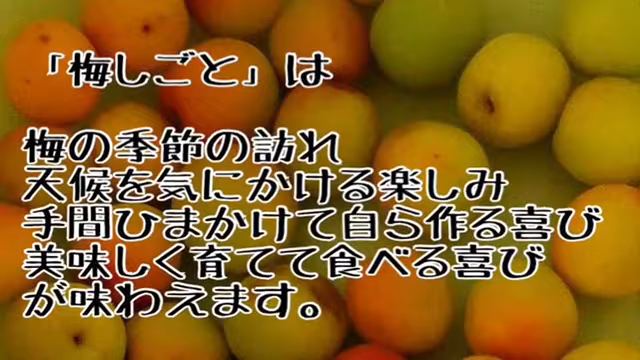 「梅しごと」は
梅の季節の訪れ
天候を気にかける楽しみ
手間ひまかけて自ら作る喜び
美味しく育てて食べる喜び
が味わえます。